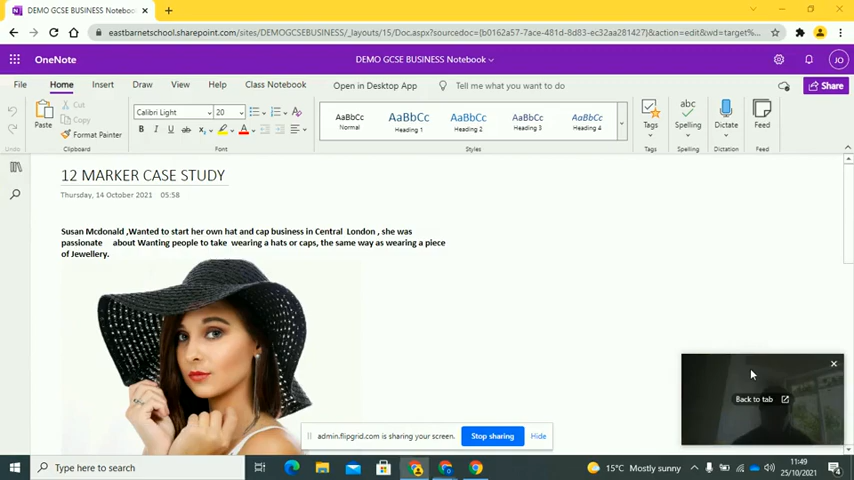 DEMO GCSE BUSINESS Notebook
eastbarnetschool.sharepoint.com/sites/DEMOGCSEBUSINESS/_layouts/15/Doc.aspx?sourcedoc={b0162a57-7ace-481d-8d83-ec32aa281427}&action=edit&wd=target%...
OneNote
DEMO GCSE BUSINESS Notebook
JO
File Home Insert Draw View Help Class Notebook Open in Desktop App Tell me what you want to do Share
Paste
Cut
Copy
Format Painter
Calibri Light 20
B I U ab
AaBbCc Normal
AaBbCc Heading 1
AaBbCc Heading 2
AaBbCc Heading 3
AaBbCc Heading 4
Tags
abc Spelling
Dictate
Feed
Undo Clipboard Font Styles Tags Spelling Dictation Feed
12 MARKER CASE STUDY
Thursday, 14 October 2021 05:58
Susan Mcdonald ,Wanted to start her own hat and cap business in Central London , she was
passionate about Wanting people to take wearing a hats or caps, the same way as wearing a piece
of Jewellery.
Back to tab
admin.flipgrid.com is sharing your screen. Stop sharing Hide
Type here to search
15°C Mostly sunny
11:49
25/10/2021
4